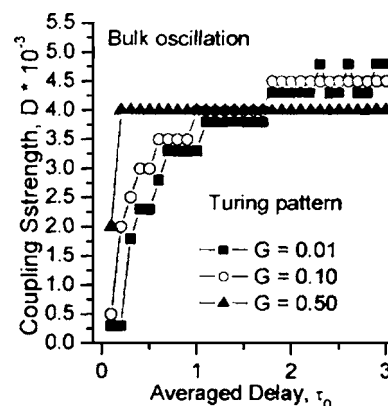 Bulk oscillation
5.5
5.0
4.5
4.0
3.5
3.0
2.5
2.0
1.5
1.0
0.5
0.0
Coupling Sstrength, D * 10⁻³
Turing pattern
G = 0.01
G = 0.10
G = 0.50
0 1 2 3
Averaged Delay, τ₀